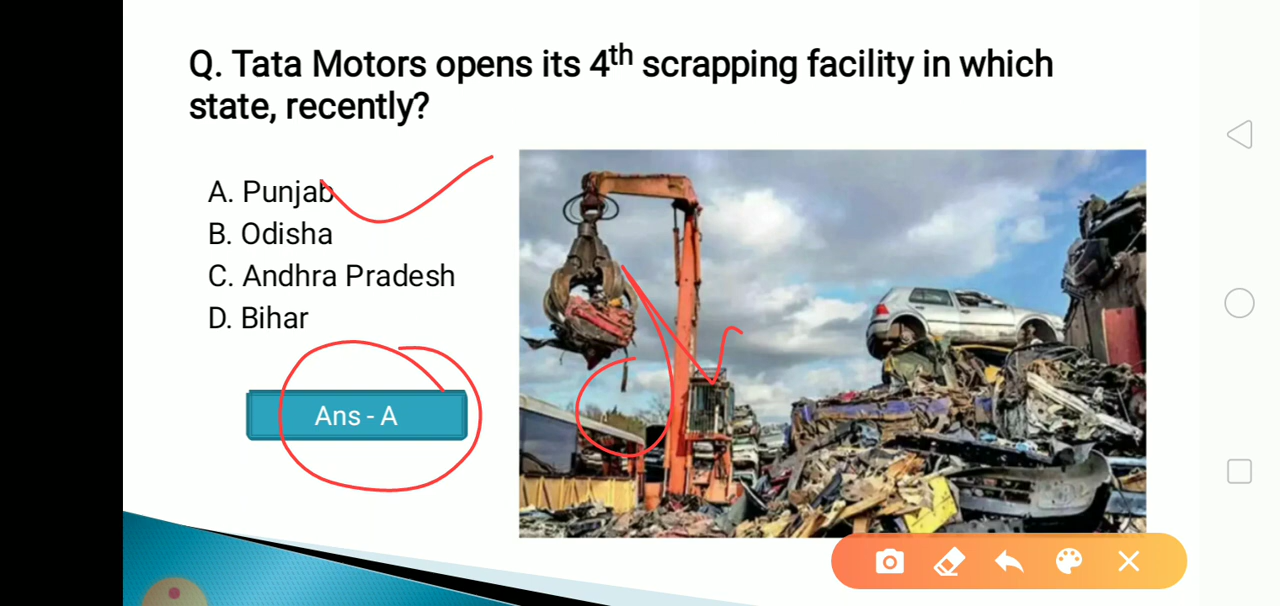 Q. Tata Motors opens its 4th scrapping facility in which
state, recently?
A. Punjab
B. Odisha
C. Andhra Pradesh
D. Bihar
Ans - A